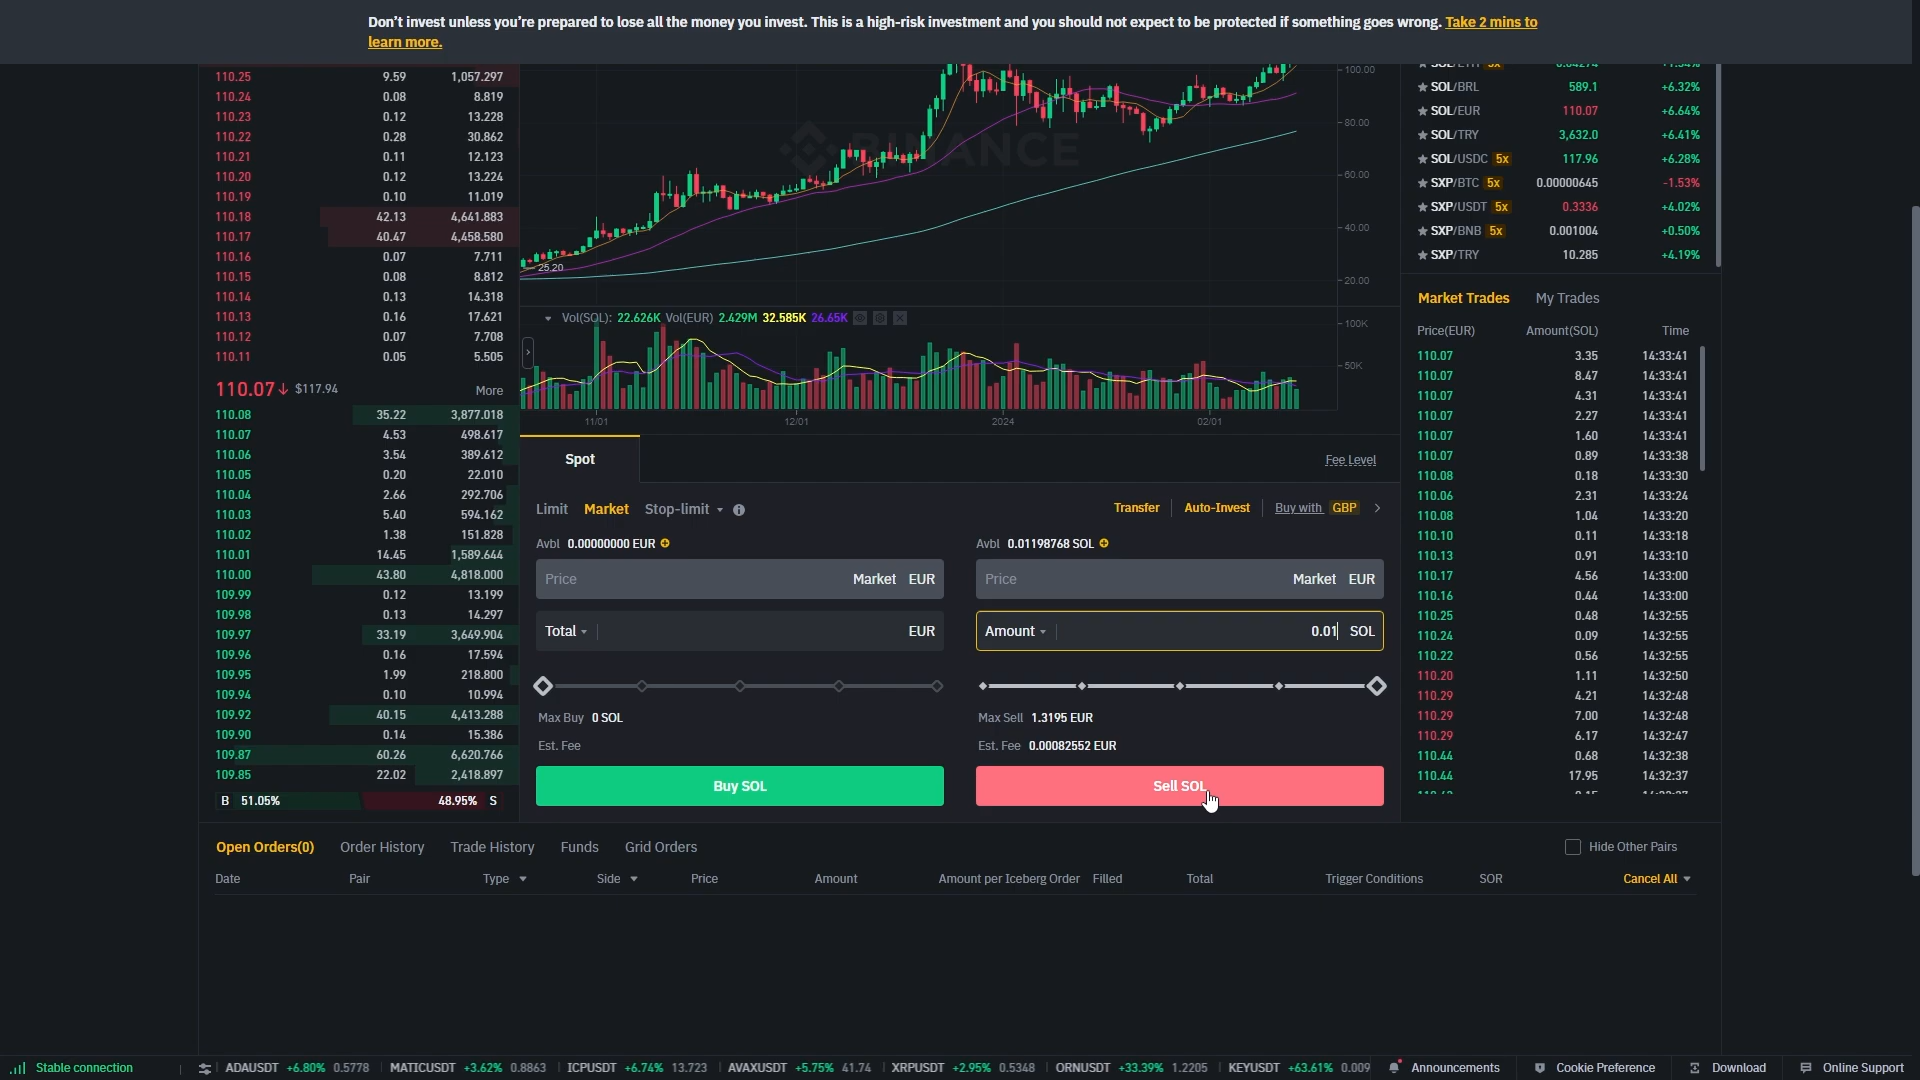 Don't invest unless you're prepared to lose all the money you invest. This is a high-risk investment and you should not expect to be protected if something goes wrong. Take 2 mins to
learn more.
110.25 9.59 1,057.297
110.24 0.08 8.819
110.23 0.12 13.228
110.22 0.28 30.862
110.21 0.11 12.123
110.20 0.12 13.224
110.19 0.10 11.019
110.18 42.13 4,641.883
110.17 40.47 4,458.580
110.16 0.07 7.711
110.15 0.08 8.812
110.14 0.13 14.318
110.13 0.16 17.621
110.12 0.07 7.708
110.11 0.05 5.505
110.07↓ $117.94 More
110.08 35.22 3,877.018
110.07 4.53 498.617
110.06 3.54 389.612
110.05 0.20 22.010
110.04 2.66 292.706
110.03 5.40 594.162
110.02 1.38 151.828
110.01 14.45 1,589.644
110.00 43.80 4,818.000
109.99 0.12 13.199
109.98 0.13 14.297
109.97 33.19 3,649.904
109.96 0.16 17.594
109.95 1.99 218.800
109.94 0.10 10.994
109.92 40.15 4,413.288
109.90 0.14 15.386
109.87 60.26 6,620.766
109.85 22.02 2,418.897
B 51.05% 48.95% S
100.00
80.00
60.00
40.00
20.00
BINANCE
25.20
Vol(SOL): 22.626K Vol(EUR) 2.429M 32.585K 26.65K
100K
50K
11/01 12/01 2024 02/01
Spot
Fee Level
Limit Market Stop-limit
Transfer Auto-Invest Buy with GBP
Avbl 0.00000000 EUR
Price Market EUR
Total EUR
Max Buy 0 SOL
Est. Fee
Buy SOL
Avbl 0.01198768 SOL
Price Market EUR
Amount 0.01 SOL
Max Sell 1.3195 EUR
Est. Fee 0.00082552 EUR
Sell SOL
SOL/BRL 589.1 +6.32%
SOL/EUR 110.07 +6.64%
SOL/TRY 3,632.0 +6.41%
SOL/USDC 5x 117.96 +6.28%
SXP/BTC 5x 0.00000645 -1.53%
SXP/USDT 5x 0.3336 +4.02%
SXP/BNB 5x 0.001004 +0.50%
SXP/TRY 10.285 +4.19%
Market Trades My Trades
Price(EUR) Amount(SOL) Time
110.07 3.35 14:33:41
110.07 8.47 14:33:41
110.07 4.31 14:33:41
110.07 2.27 14:33:41
110.07 1.60 14:33:41
110.07 0.89 14:33:38
110.08 0.18 14:33:30
110.06 2.31 14:33:24
110.08 1.04 14:33:20
110.10 0.11 14:33:18
110.13 0.91 14:33:10
110.17 4.56 14:33:00
110.16 0.44 14:33:00
110.25 0.48 14:32:55
110.24 0.09 14:32:55
110.22 0.56 14:32:55
110.20 1.11 14:32:50
110.29 4.21 14:32:48
110.29 7.00 14:32:48
110.29 6.17 14:32:47
110.44 0.68 14:32:38
110.44 17.95 14:32:37
Open Orders(0) Order History Trade History Funds Grid Orders
Hide Other Pairs
Date Pair Type Side Price Amount Amount per Iceberg Order Filled Total Trigger Conditions SOR Cancel All
Stable connection ADAUSDT +6.80% 0.5778 MATICUSDT +3.62% 0.8863 ICPUSDT +6.74% 13.723 AVAXUSDT +5.75% 41.74 XRPUSDT +2.95% 0.5348 ORNUSDT +33.39% 1.2205 KEYUSDT +63.61% 0.009 Announcements Cookie Preference Download Online Support